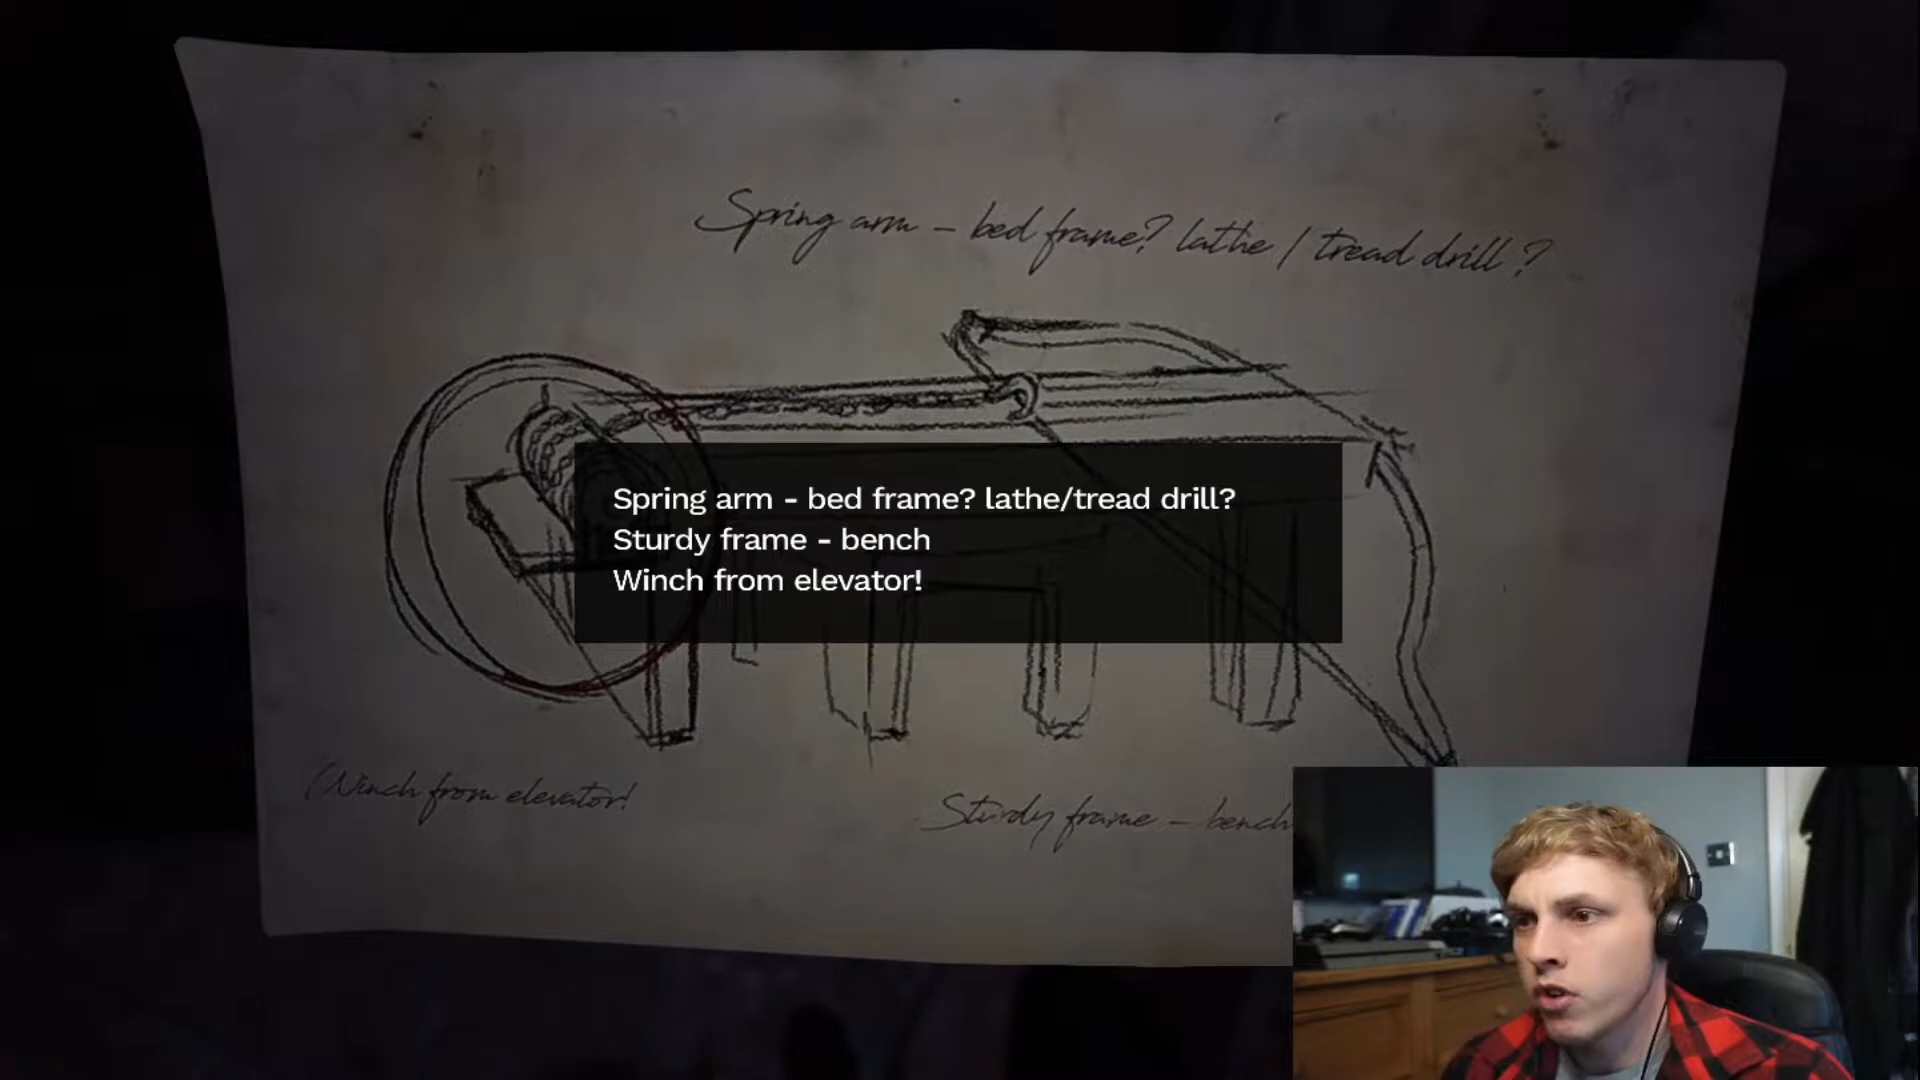 Spring arm – bed frame? lathe / tread drill?
Spring arm - bed frame? lathe/tread drill?
Sturdy frame - bench
Winch from elevator!
Winch from elevator!
Sturdy frame – bench